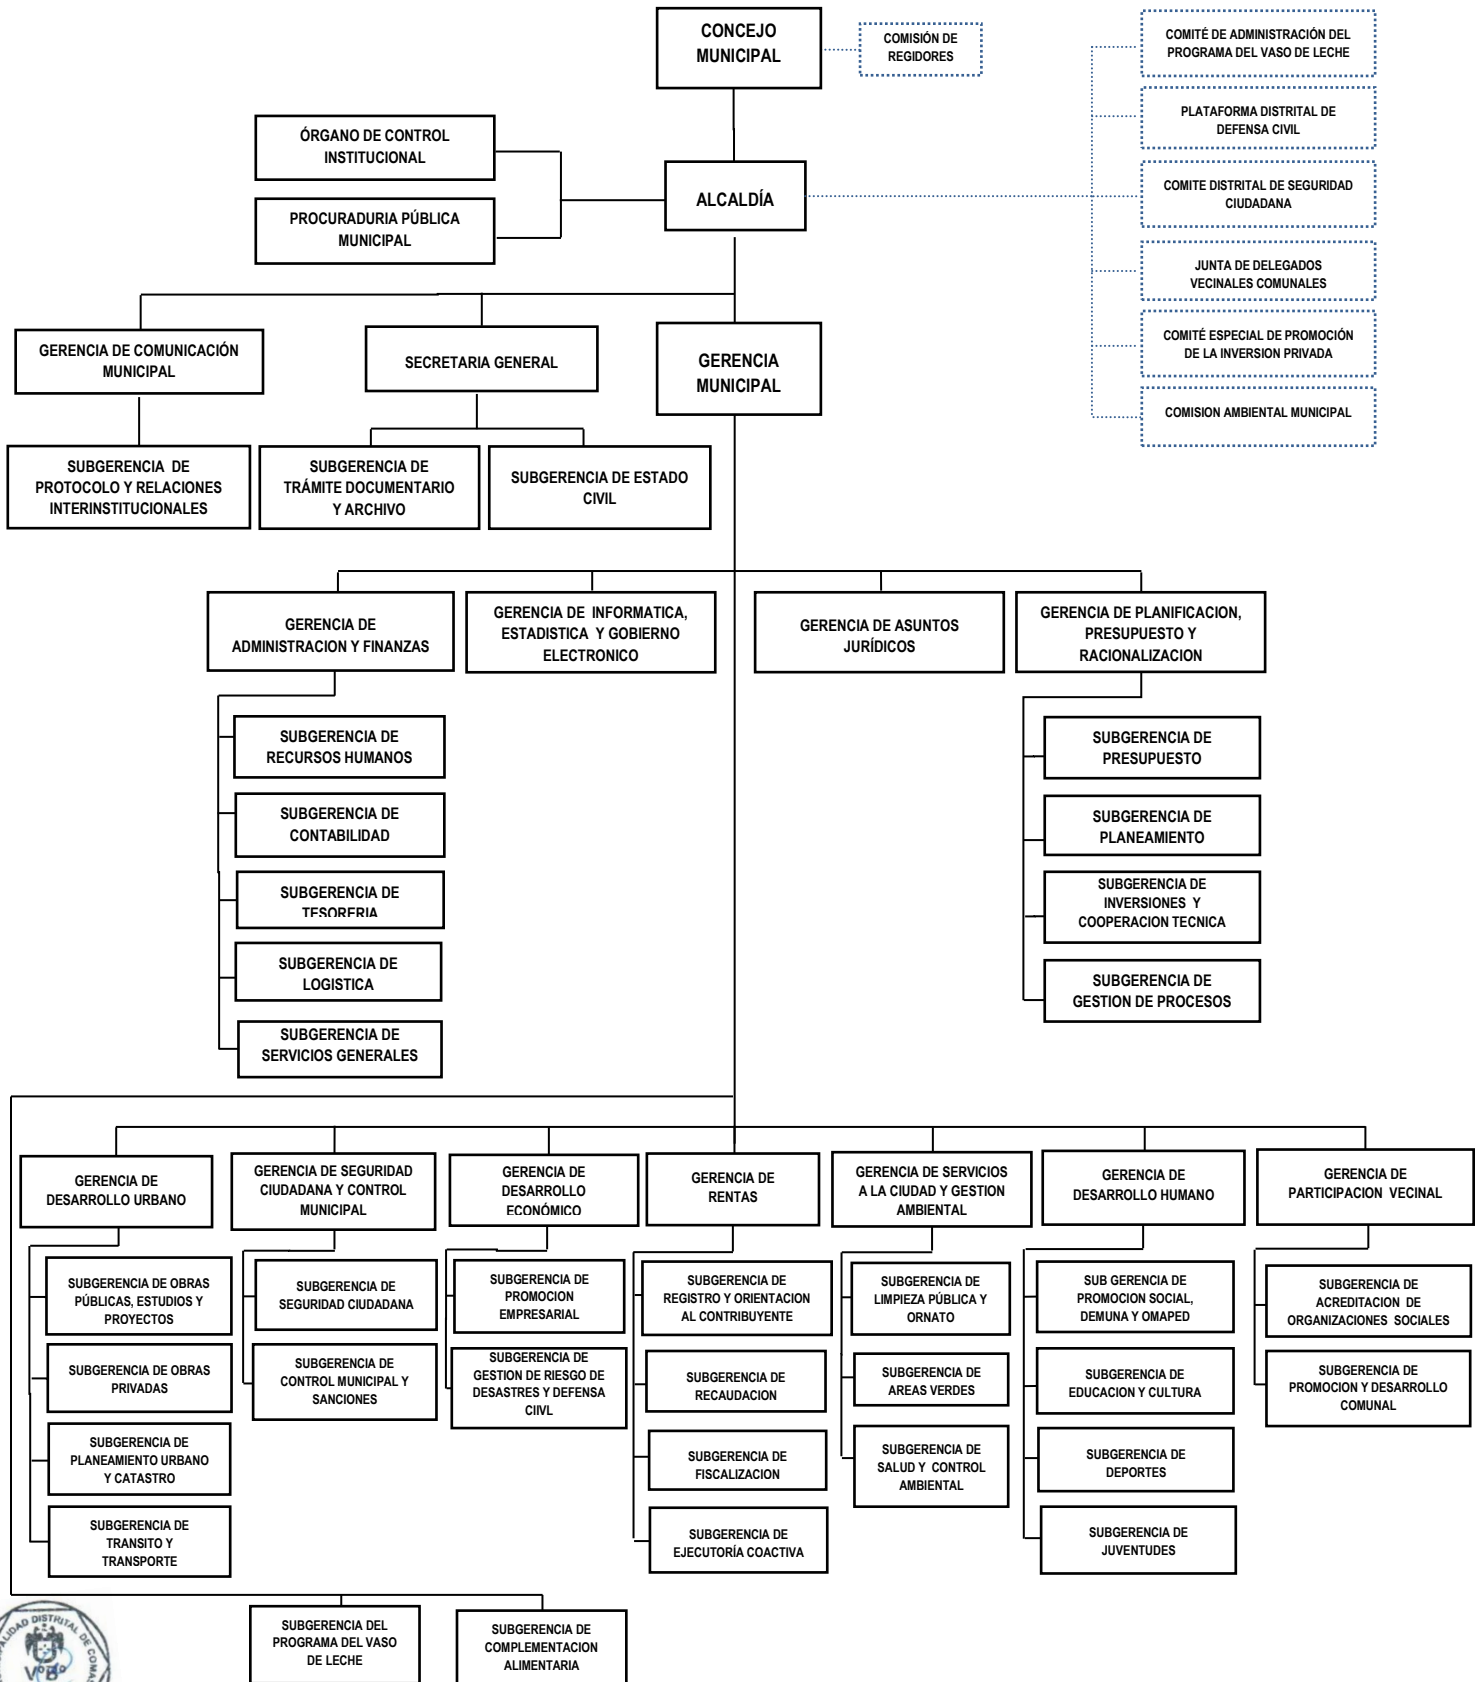 CONCEJO
MUNICIPAL
COMISIÓN DE
REGIDORES
COMITÉ DE ADMINISTRACIÓN DEL
PROGRAMA DEL VASO DE LECHE
PLATAFORMA DISTRITAL DE
DEFENSA CIVIL
COMITE DISTRITAL DE SEGURIDAD
CIUDADANA
JUNTA DE DELEGADOS
VECINALES COMUNALES
COMITÉ ESPECIAL DE PROMOCIÓN
DE LA INVERSION PRIVADA
COMISION AMBIENTAL MUNICIPAL
ÓRGANO DE CONTROL
INSTITUCIONAL
PROCURADURIA PÚBLICA
MUNICIPAL
ALCALDÍA
GERENCIA DE COMUNICACIÓN
MUNICIPAL
SECRETARIA GENERAL
GERENCIA
MUNICIPAL
SUBGERENCIA DE
PROTOCOLO Y RELACIONES
INTERINSTITUCIONALES
SUBGERENCIA DE
TRÁMITE DOCUMENTARIO
Y ARCHIVO
SUBGERENCIA DE ESTADO
CIVIL
GERENCIA DE
ADMINISTRACION Y FINANZAS
GERENCIA DE INFORMATICA,
ESTADISTICA Y GOBIERNO
ELECTRONICO
GERENCIA DE ASUNTOS
JURÍDICOS
GERENCIA DE PLANIFICACION,
PRESUPUESTO Y
RACIONALIZACION
SUBGERENCIA DE
RECURSOS HUMANOS
SUBGERENCIA DE
CONTABILIDAD
SUBGERENCIA DE
TESORERIA
SUBGERENCIA DE
LOGISTICA
SUBGERENCIA DE
SERVICIOS GENERALES
SUBGERENCIA DE
PRESUPUESTO
SUBGERENCIA DE
PLANEAMIENTO
SUBGERENCIA DE
INVERSIONES Y
COOPERACION TECNICA
SUBGERENCIA DE
GESTION DE PROCESOS
GERENCIA DE
DESARROLLO URBANO
GERENCIA DE SEGURIDAD
CIUDADANA Y CONTROL
MUNICIPAL
GERENCIA DE
DESARROLLO
ECONÓMICO
GERENCIA DE
RENTAS
GERENCIA DE SERVICIOS
A LA CIUDAD Y GESTION
AMBIENTAL
GERENCIA DE
DESARROLLO HUMANO
GERENCIA DE
PARTICIPACION VECINAL
SUBGERENCIA DE OBRAS
PÚBLICAS, ESTUDIOS Y
PROYECTOS
SUBGERENCIA DE OBRAS
PRIVADAS
SUBGERENCIA DE
PLANEAMIENTO URBANO
Y CATASTRO
SUBGERENCIA DE
TRANSITO Y
TRANSPORTE
SUBGERENCIA DE
SEGURIDAD CIUDADANA
SUBGERENCIA DE
CONTROL MUNICIPAL Y
SANCIONES
SUBGERENCIA DE
PROMOCION
EMPRESARIAL
SUBGERENCIA DE
GESTION DE RIESGO DE
DESASTRES Y DEFENSA
CIIVL
SUBGERENCIA DE
REGISTRO Y ORIENTACION
AL CONTRIBUYENTE
SUBGERENCIA DE
RECAUDACION
SUBGERENCIA DE
FISCALIZACION
SUBGERENCIA DE
EJECUTORÍA COACTIVA
SUBGERENCIA DE
LIMPIEZA PÚBLICA Y
ORNATO
SUBGERENCIA DE
AREAS VERDES
SUBGERENCIA DE
SALUD Y CONTROL
AMBIENTAL
SUB GERENCIA DE
PROMOCION SOCIAL,
DEMUNA Y OMAPED
SUBGERENCIA DE
EDUCACION Y CULTURA
SUBGERENCIA DE
DEPORTES
SUBGERENCIA DE
JUVENTUDES
SUBGERENCIA DE
ACREDITACION DE
ORGANIZACIONES SOCIALES
SUBGERENCIA DE
PROMOCION Y DESARROLLO
COMUNAL
SUBGERENCIA DEL
PROGRAMA DEL VASO
DE LECHE
SUBGERENCIA DE
COMPLEMENTACION
ALIMENTARIA
DISTRITAL DE
V°B°